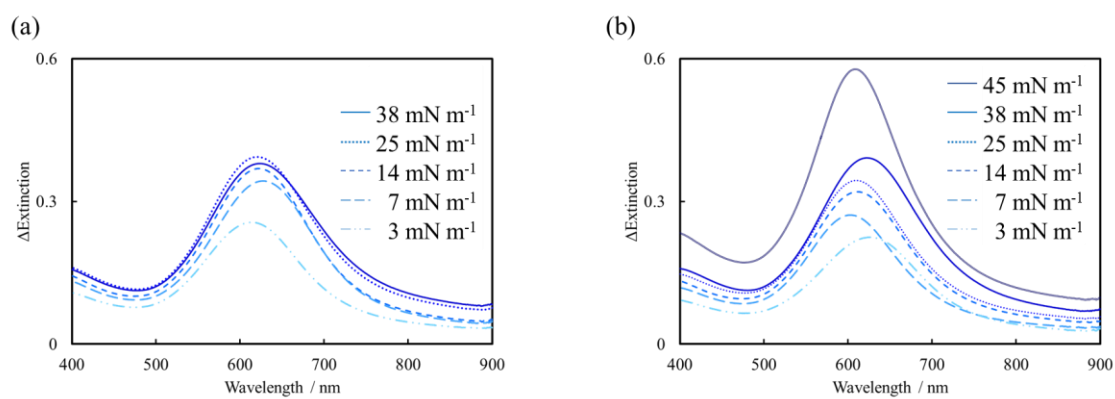 (a)
0.6
0.3
0
ΔExtinction
38 mN m-1
25 mN m-1
14 mN m-1
7 mN m-1
3 mN m-1
400 500 600 700 800 900
Wavelength / nm
(b)
0.6
0.3
0
ΔExtinction
45 mN m-1
38 mN m-1
25 mN m-1
14 mN m-1
7 mN m-1
3 mN m-1
400 500 600 700 800 900
Wavelength / nm